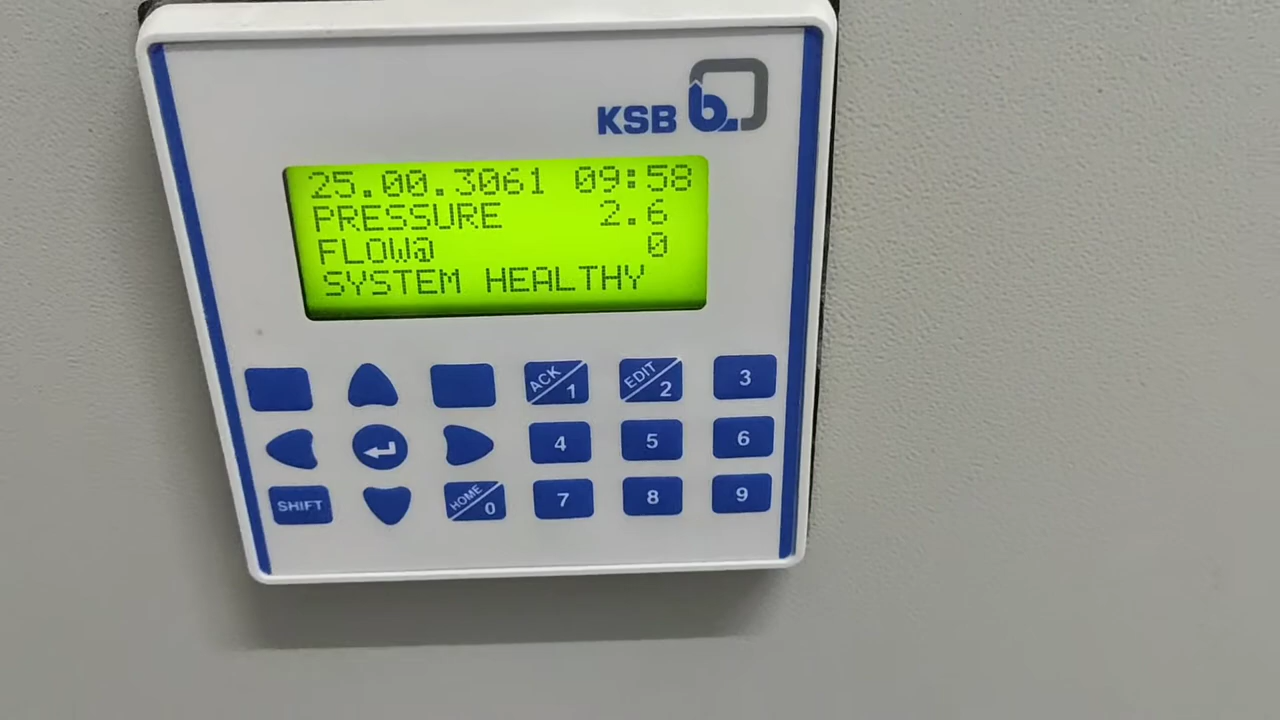 KSB b.
25.00.3061 09:58
PRESSURE 2.6
FLOW@ 0
SYSTEM HEALTHY
ACK 1 EDIT 2 3
4 5 6
SHIFT HOME 0 7 8 9